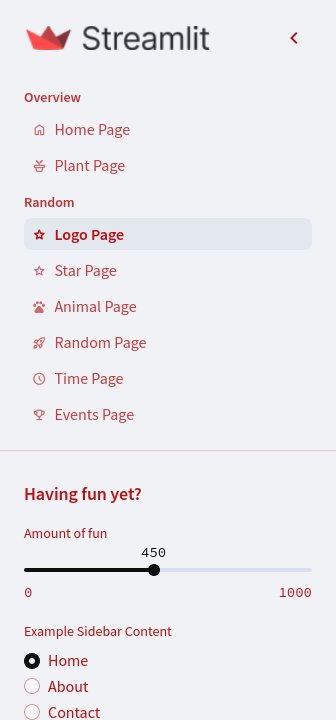 Streamlit
Overview
Home Page
Plant Page
Random
Logo Page
Star Page
Animal Page
Random Page
Time Page
Events Page
Having fun yet?
Amount of fun
450
0 1000
Example Sidebar Content
Home
About
Contact